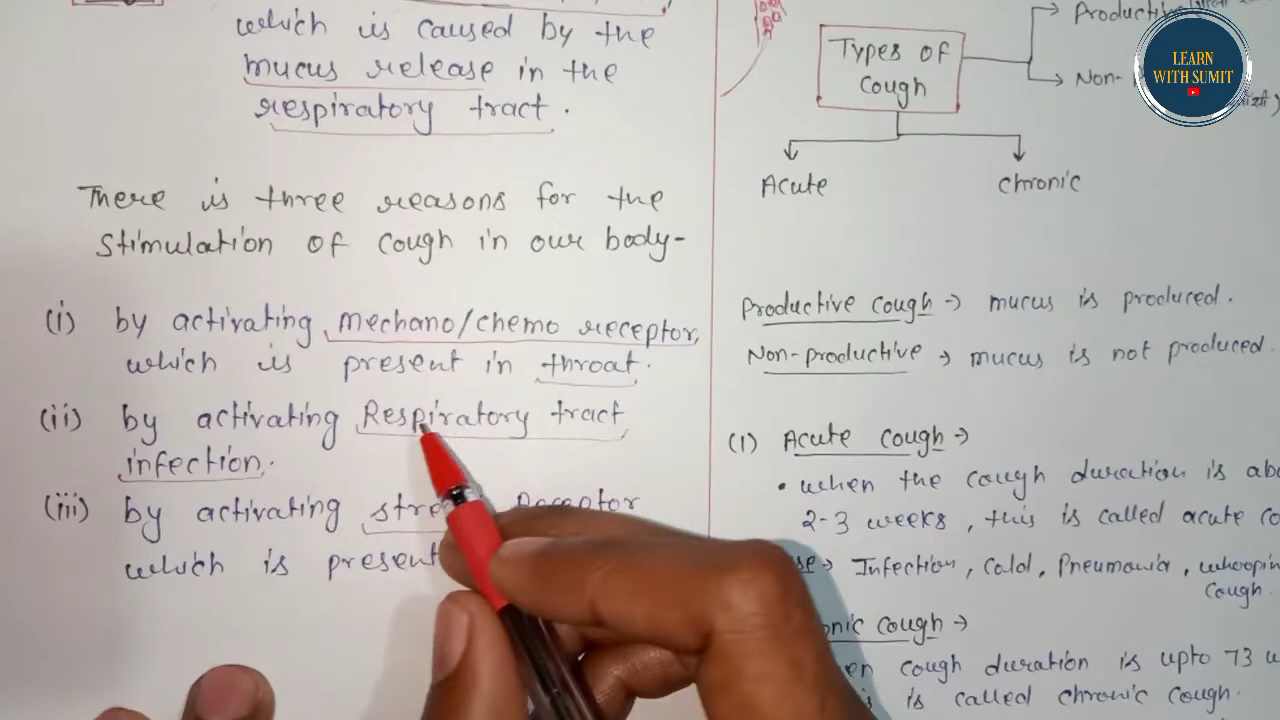 which is caused by the
mucus release in the
respiratory tract.
There is three reasons for the
stimulation of cough in our body-
(i) by activating mechano/chemo receptor,
which is present in throat.
(ii) by activating Respiratory tract
infection.
(iii) by activating Receptor
which is present
Types of
cough
Productive
Non-
Acute
chronic
LEARN
WITH SUMIT
Productive cough → mucus is produced.
Non-productive → mucus is not produced.
(1) Acute cough →
• when the cough duration is
2-3 weeks, this is called acute
→ Infection, Cold, Pneumonia,
cough.
cough →
cough duration is upto
is called chronic cough.